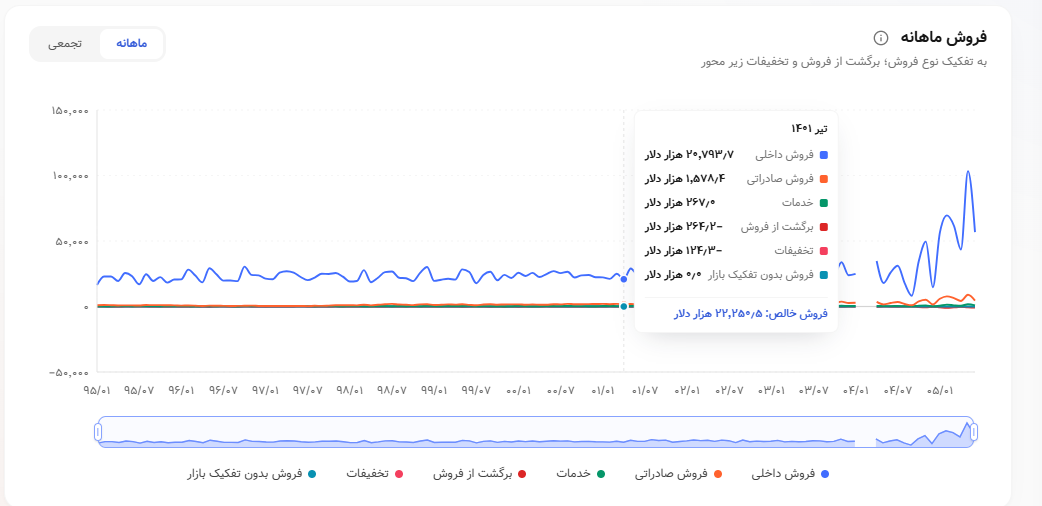 فروش ماهانه
ماهانه
تجمعی
به تفکیک نوع فروش؛ برگشت از فروش و تخفیفات زیر محور
۱۵۰,۰۰۰
۱۰۰,۰۰۰
۵۰,۰۰۰
۰
−۵۰,۰۰۰
تیر ۱۴۰۱
فروش داخلی ۲۰,۷۹۳٫۷ هزار دلار
فروش صادراتی ۱,۵۷۸٫۴ هزار دلار
خدمات ۲۶۷٫۰ هزار دلار
برگشت از فروش −۲۶۴٫۲ هزار دلار
تخفیفات −۱۲۴٫۳ هزار دلار
فروش بدون تفکیک بازار ۰٫۰ هزار دلار
فروش خالص: ۲۲,۲۵۰٫۵ هزار دلار
۹۵/۰۱ ۹۵/۰۷ ۹۶/۰۱ ۹۶/۰۷ ۹۷/۰۱ ۹۷/۰۷ ۹۸/۰۱ ۹۸/۰۷ ۹۹/۰۱ ۹۹/۰۷ ۰۰/۰۱ ۰۰/۰۷ ۰۱/۰۱ ۰۱/۰۷ ۰۲/۰۱ ۰۲/۰۷ ۰۳/۰۱ ۰۳/۰۷ ۰۴/۰۱ ۰۴/۰۷ ۰۵/۰۱
فروش داخلی فروش صادراتی خدمات برگشت از فروش تخفیفات فروش بدون تفکیک بازار